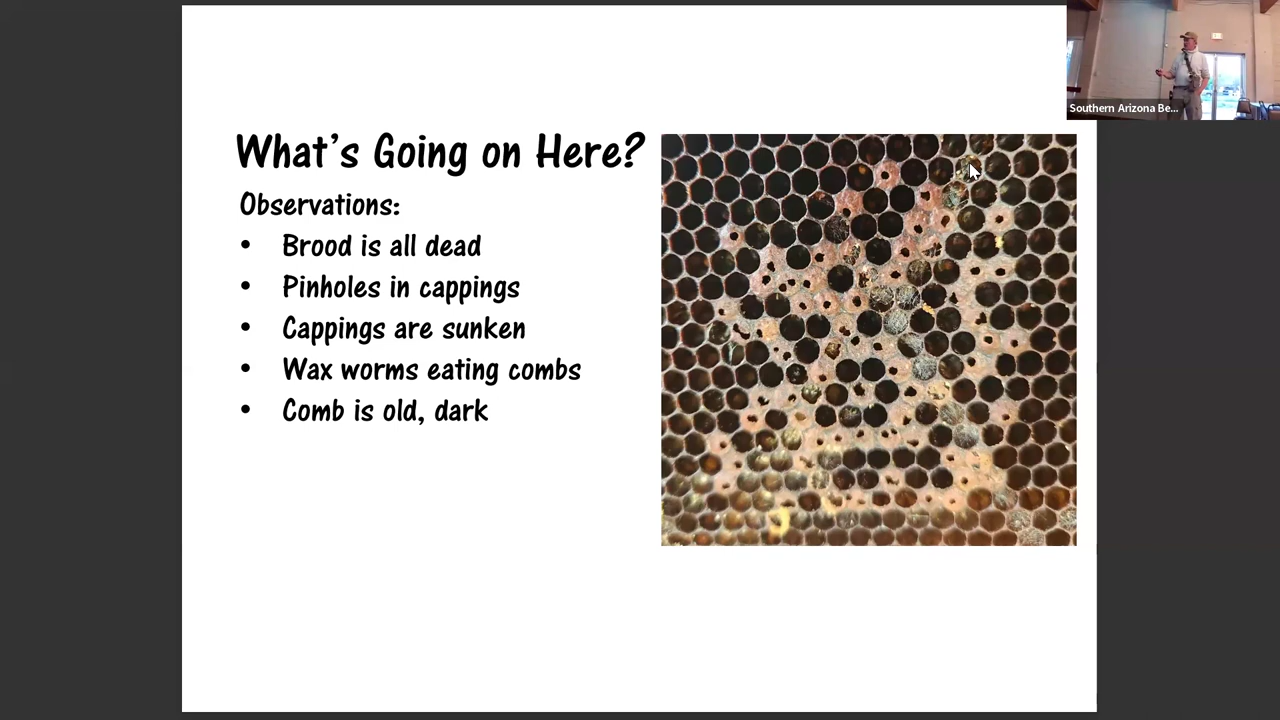 Southern Arizona Be...
What's Going on Here?
Observations:
• Brood is all dead
• Pinholes in cappings
• Cappings are sunken
• Wax worms eating combs
• Comb is old, dark